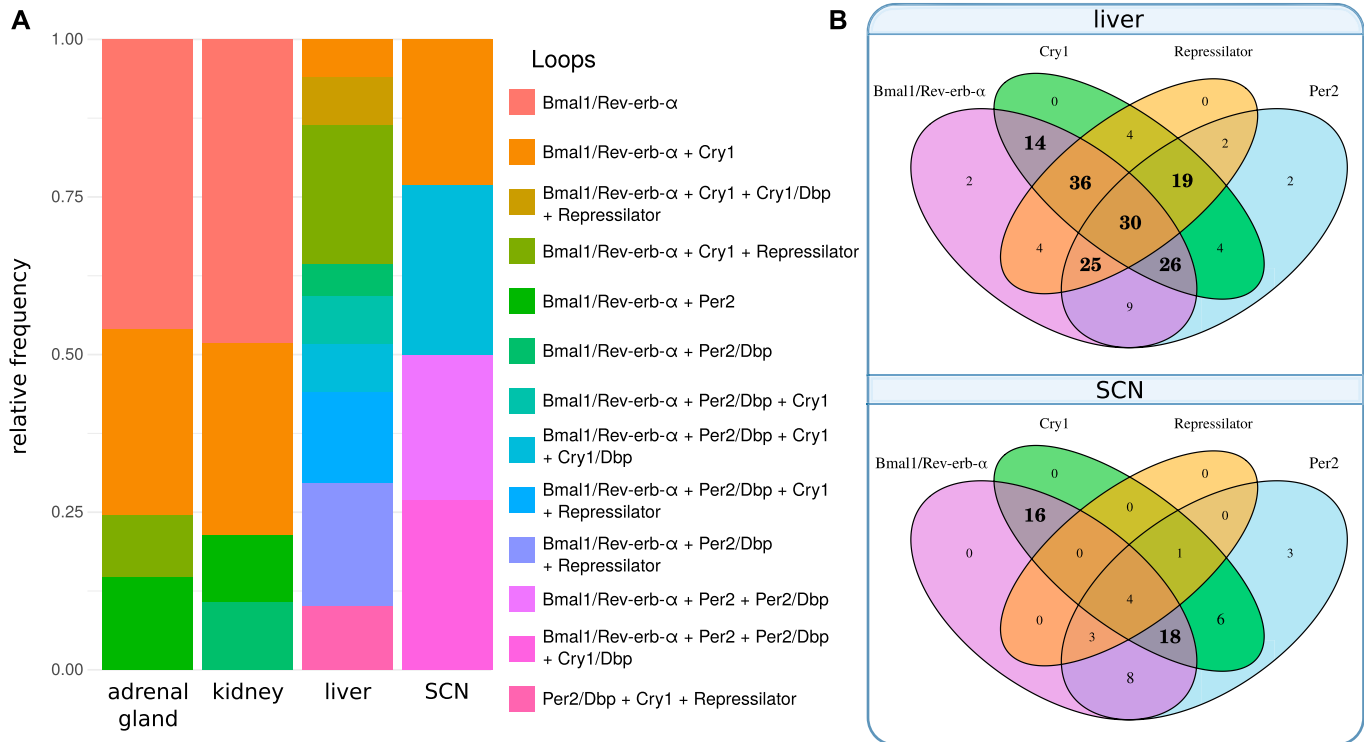 A
relative frequency
1.00
0.75
0.50
0.25
0.00
adrenal
gland
kidney
liver
SCN
Loops
Bmal1/Rev-erb-α
Bmal1/Rev-erb-α + Cry1
Bmal1/Rev-erb-α + Cry1 + Cry1/Dbp
+ Repressilator
Bmal1/Rev-erb-α + Cry1 + Repressilator
Bmal1/Rev-erb-α + Per2
Bmal1/Rev-erb-α + Per2/Dbp
Bmal1/Rev-erb-α + Per2/Dbp + Cry1
Bmal1/Rev-erb-α + Per2/Dbp + Cry1
+ Cry1/Dbp
Bmal1/Rev-erb-α + Per2/Dbp + Cry1
+ Repressilator
Bmal1/Rev-erb-α + Per2/Dbp
+ Repressilator
Bmal1/Rev-erb-α + Per2 + Per2/Dbp
Bmal1/Rev-erb-α + Per2 + Per2/Dbp
+ Cry1/Dbp
Per2/Dbp + Cry1 + Repressilator
B
liver
Cry1 Repressilator
Bmal1/Rev-erb-α Per2
0 0
14 4 2
2 36 19 2
30
4 25 26 4
9
SCN
Cry1 Repressilator
Bmal1/Rev-erb-α Per2
0 0
16 0 0
0 0 1 3
4
0 3 18 6
8